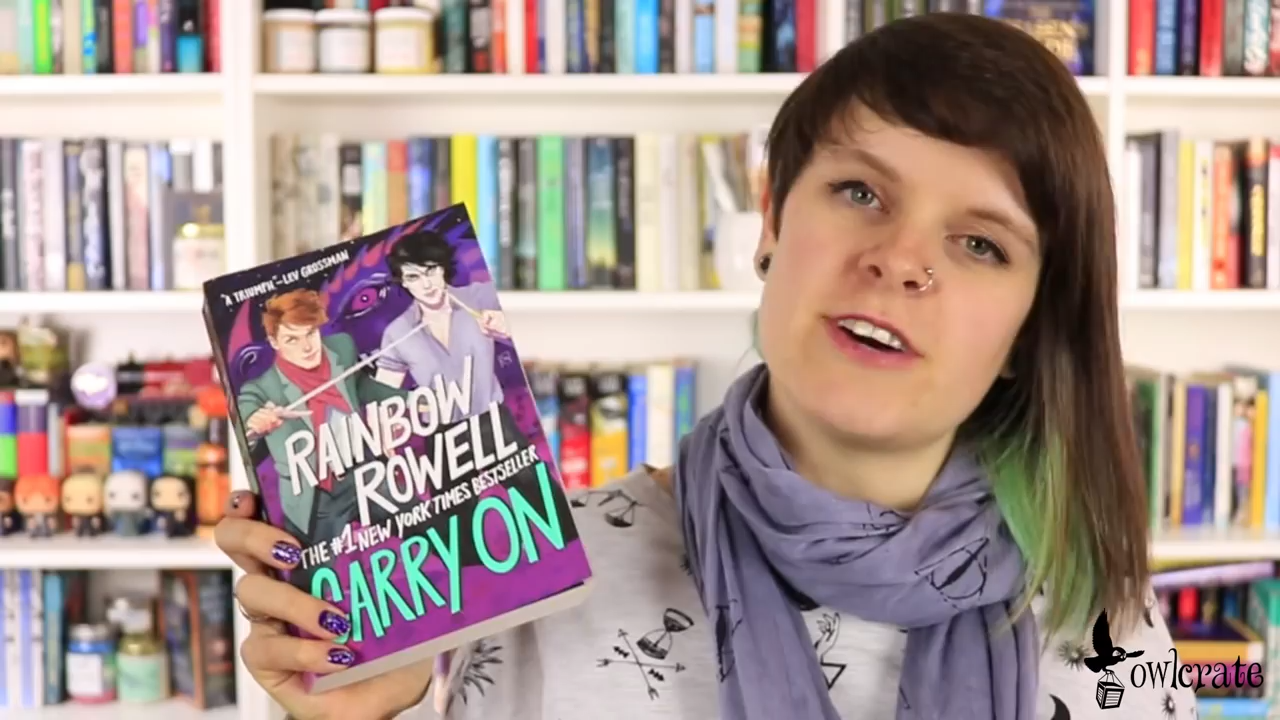 "A TRIUMPH."—LEV GROSSMAN
RAINBOW
ROWELL
THE #1 NEW YORK TIMES BESTSELLER
CARRY ON
owlcrate